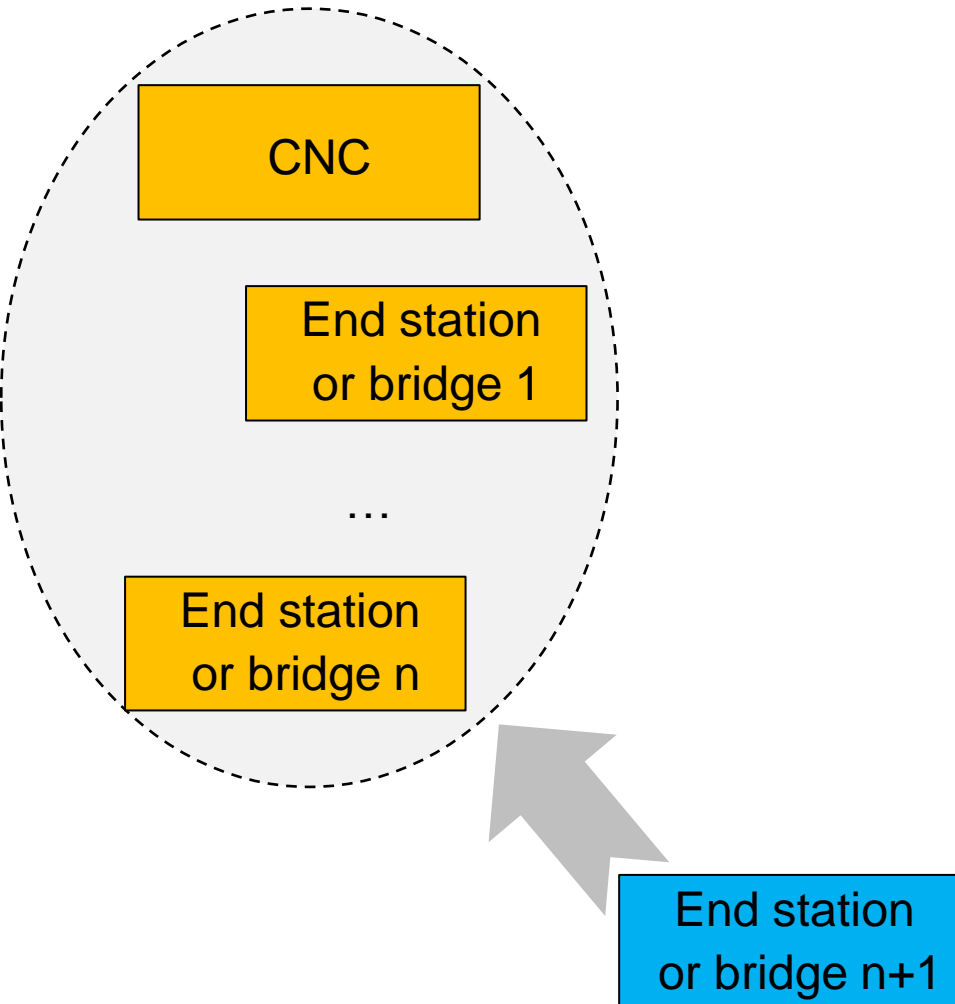 CNC
End station
or bridge 1
...
End station
or bridge n
End station
or bridge n+1